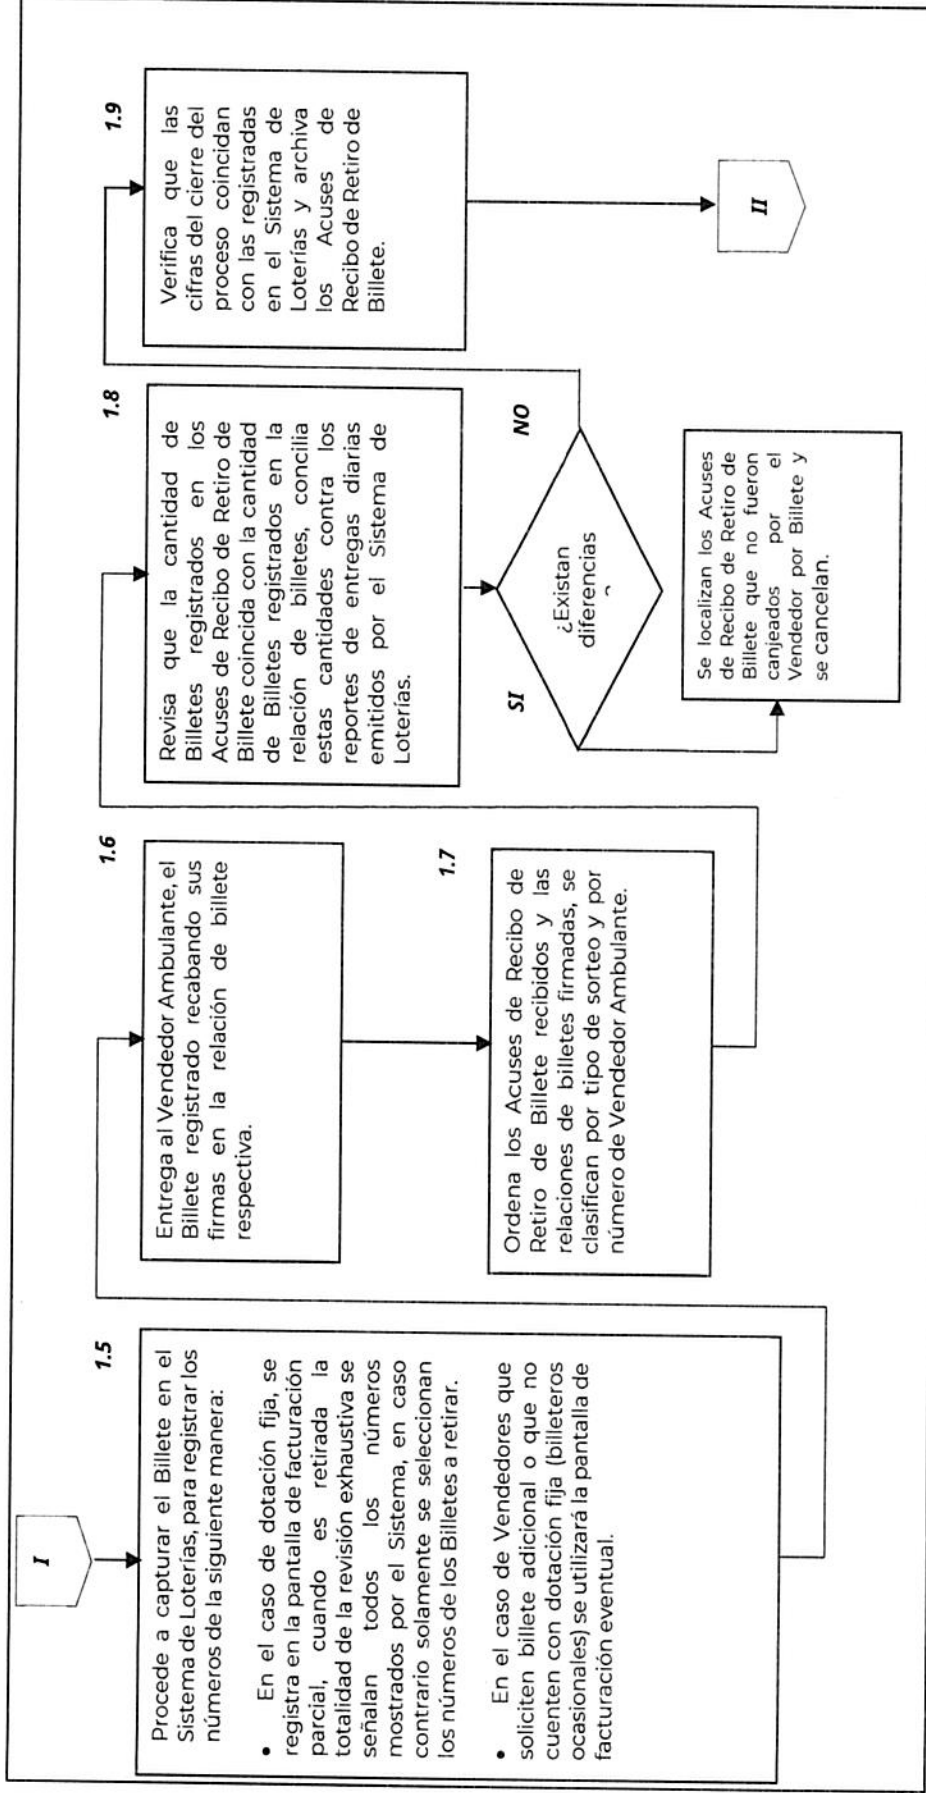 I
1.5
Procede a capturar el Billete en el
Sistema de Loterías, para registrar los
números de la siguiente manera:
• En el caso de dotación fija, se
registra en la pantalla de facturación
parcial, cuando es retirada la
totalidad de la revisión exhaustiva se
señalan todos los números
mostrados por el Sistema, en caso
contrario solamente se seleccionan
los números de los Billetes a retirar.
• En el caso de Vendedores que
soliciten billete adicional o que no
cuenten con dotación fija (billeteros
ocasionales) se utilizará la pantalla de
facturación eventual.
1.6
Entrega al Vendedor Ambulante, el
Billete registrado recabando sus
firmas en la relación de billete
respectiva.
1.7
Ordena los Acuses de Recibo de
Retiro de Billete recibidos y las
relaciones de billetes firmadas, se
clasifican por tipo de sorteo y por
número de Vendedor Ambulante.
1.8
Revisa que la cantidad de
Billetes registrados en los
Acuses de Recibo de Retiro de
Billete coincida con la cantidad
de Billetes registrados en la
relación de billetes, concilia
estas cantidades contra los
reportes de entregas diarias
emitidos por el Sistema de
Loterías.
¿Existan
diferencias
?
SI
NO
Se localizan los Acuses
de Recibo de Retiro de
Billete que no fueron
canjeados por el
Vendedor por Billete y
se cancelan.
1.9
Verifica que las
cifras del cierre del
proceso coincidan
con las registradas
en el Sistema de
Loterías y archiva
los Acuses de
Recibo de Retiro de
Billete.
II